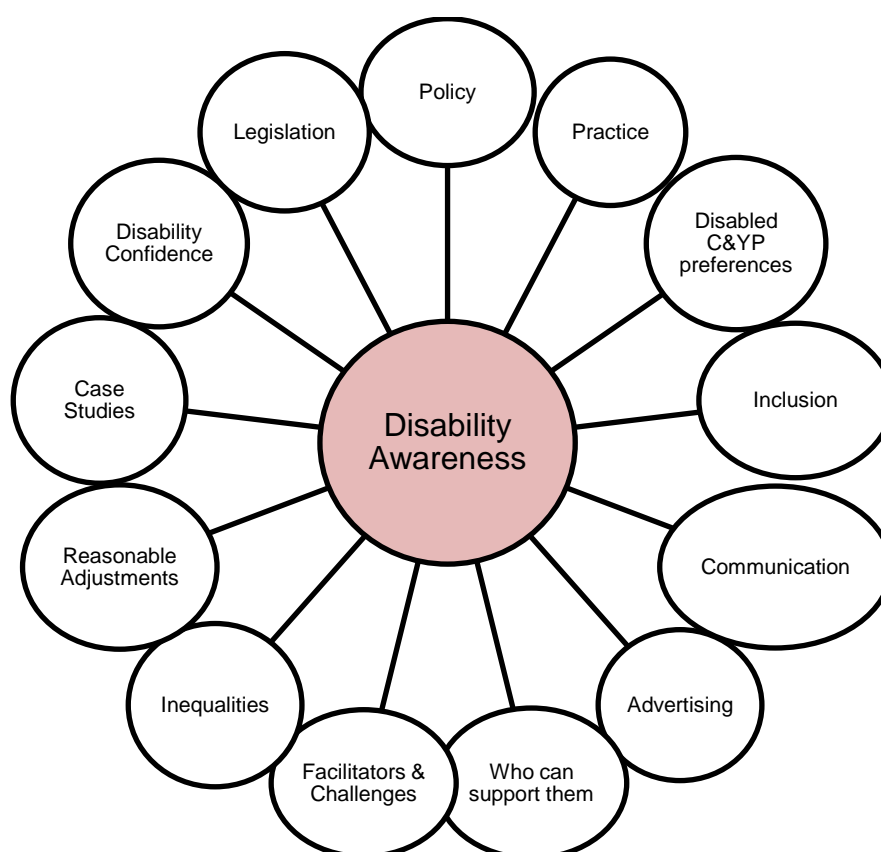 Policy
Practice
Disabled
C&YP
preferences
Inclusion
Communication
Advertising
Who can
support them
Facilitators &
Challenges
Inequalities
Reasonable
Adjustments
Case
Studies
Disability
Confidence
Legislation
Disability
Awareness